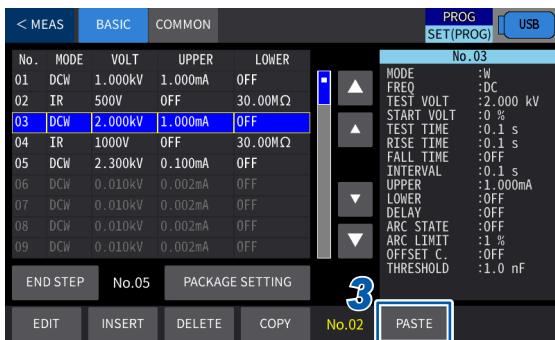 < MEAS BASIC COMMON PROG SET(PROG) USB
No. MODE VOLT UPPER LOWER
01 DCW 1.000kV 1.000mA OFF
02 IR 500V OFF 30.00MΩ
03 DCW 2.000kV 1.000mA OFF
04 IR 1000V OFF 30.00MΩ
05 DCW 2.300kV 0.100mA OFF
06 DCW 0.010kV 0.002mA OFF
07 DCW 0.010kV 0.002mA OFF
08 DCW 0.010kV 0.002mA OFF
09 DCW 0.010kV 0.002mA OFF
No.03
MODE :W
FREQ :DC
TEST VOLT :2.000 kV
START VOLT :0 %
TEST TIME :0.1 s
RISE TIME :0.1 s
FALL TIME :OFF
INTERVAL :0.1 s
UPPER :1.000mA
LOWER :OFF
DELAY :OFF
ARC STATE :OFF
ARC LIMIT :1 %
OFFSET C. :OFF
THRESHOLD :1.0 nF
END STEP No.05 PACKAGE SETTING
3
EDIT INSERT DELETE COPY No.02 PASTE